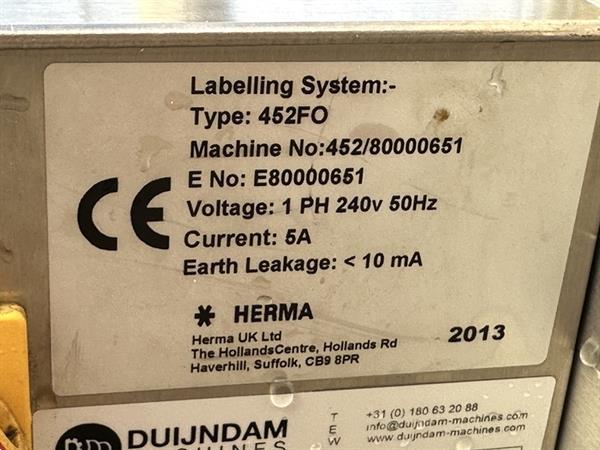 Labelling System:-
Type: 452FO
Machine No:452/80000651
E No: E80000651
Voltage: 1 PH 240v 50Hz
Current: 5A
Earth Leakage: < 10 mA
CE
HERMA
Herma UK Ltd
The HollandsCentre, Hollands Rd
Haverhill, Suffolk, CB9 8PR
2013
DUIJNDAM
MACHINES
T +31 (0) 180 63 20 88
E info@duijndam-machines.com
W www.duijndam-machines.com